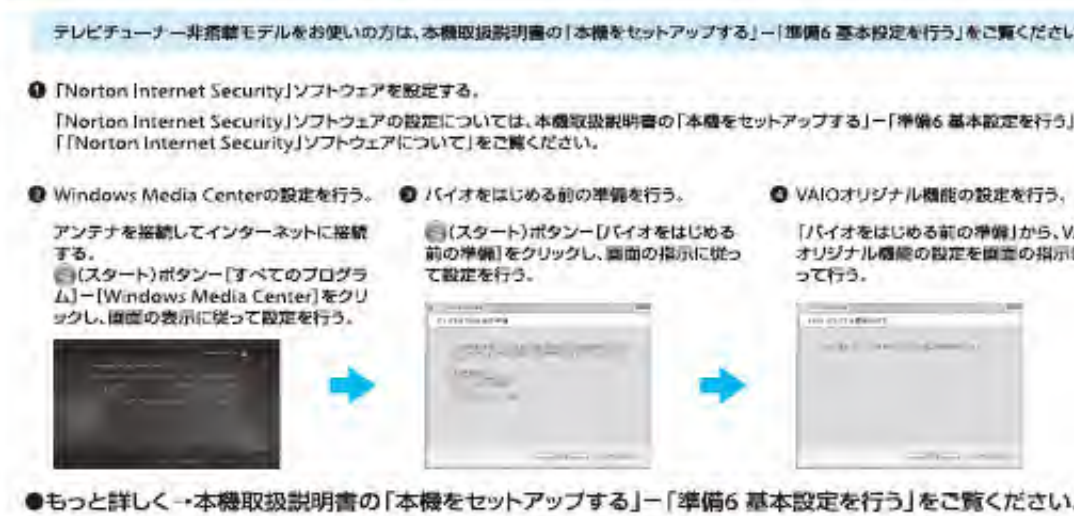 テレビチューナー非搭載モデルをお使いの方は、本機取扱説明書の「本機をセットアップする」－「準備6 基本設定を行う」をご覧ください
❶「Norton Internet Security」ソフトウェアを設定する。
「Norton Internet Security」ソフトウェアの設定については、本機取扱説明書の「本機をセットアップする」－「準備6 基本設定を行う」
「「Norton Internet Security」ソフトウェアについて」をご覧ください。
❷ Windows Media Centerの設定を行う。
アンテナを接続してインターネットに接続
する。
(スタート)ボタン－[すべてのプログラ
ム]－[Windows Media Center]をクリ
ックし、画面の表示に従って設定を行う。
❸ バイオをはじめる前の準備を行う。
(スタート)ボタン－[バイオをはじめる
前の準備]をクリックし、画面の指示に従っ
て設定を行う。
❹ VAIOオリジナル機能の設定を行う。
「バイオをはじめる前の準備」から、VA
オリジナル機能の設定を画面の指示に
って行う。
●もっと詳しく→本機取扱説明書の「本機をセットアップする」－「準備6 基本設定を行う」をご覧ください。